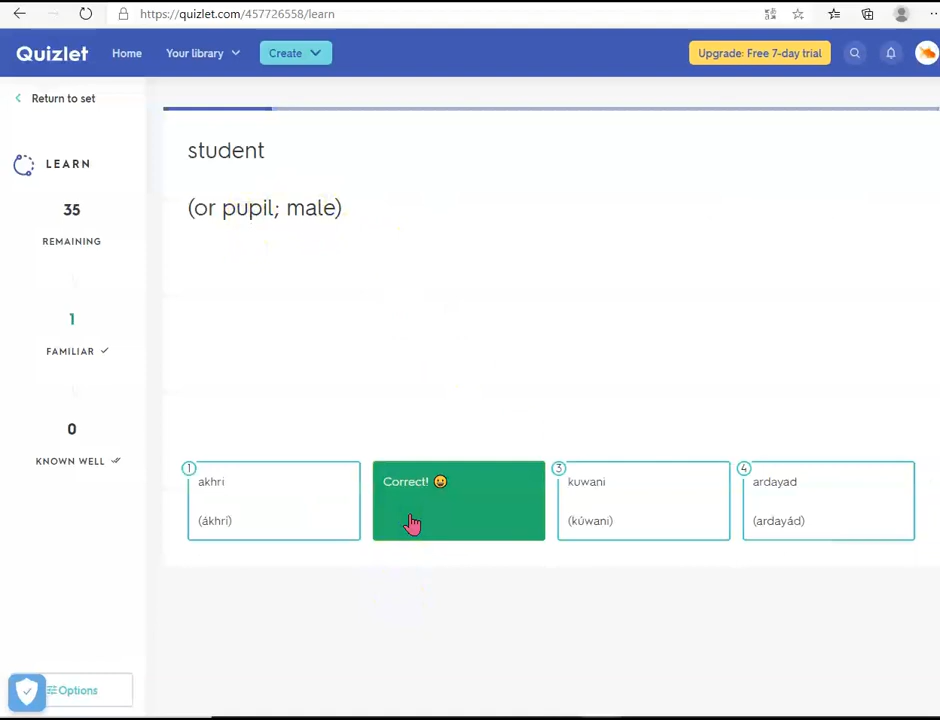 https://quizlet.com/457726558/learn
Quizlet Home Your library Create Upgrade: Free 7-day trial
Return to set
LEARN
35
REMAINING
1
FAMILIAR
0
KNOWN WELL
Options
student
(or pupil; male)
1
akhri
(ákhri)
Correct!
3
kuwani
(kúwani)
4
ardayad
(ardayád)